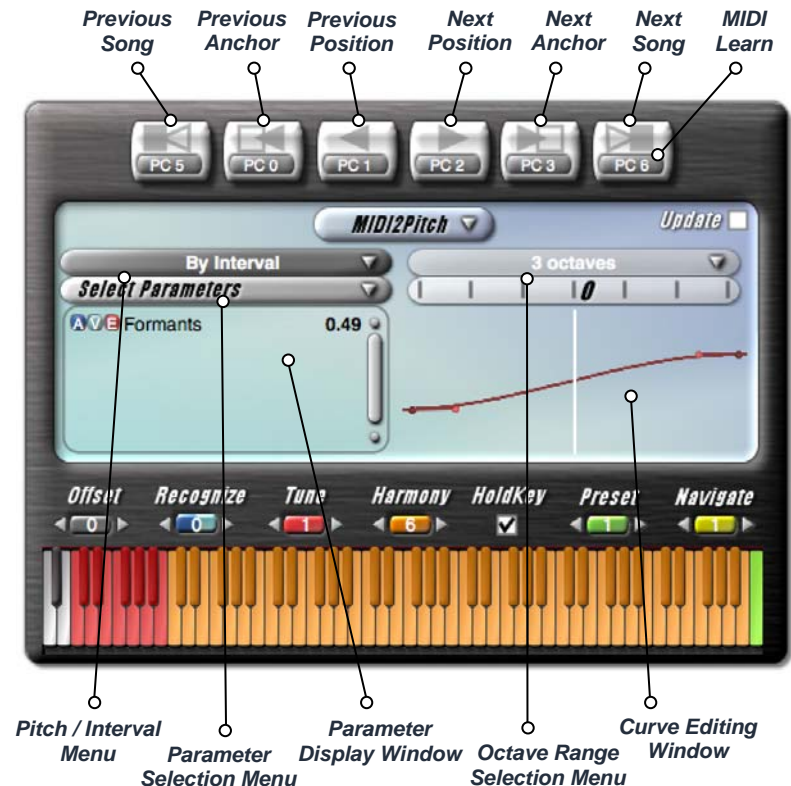 Previous Song
Previous Anchor
Previous Position
Next Position
Next Anchor
Next Song
MIDI Learn
PC 5
PC 0
PC 1
PC 2
PC 3
PC 6
MIDI2Pitch
Update
By Interval
3 octaves
Select Parameters
0
A V E Formants 0.49
Offset
Recognize
Tune
Harmony
HoldKey
Preset
Navigate
0
0
1
6
1
1
Pitch / Interval Menu
Parameter Selection Menu
Parameter Display Window
Octave Range Selection Menu
Curve Editing Window